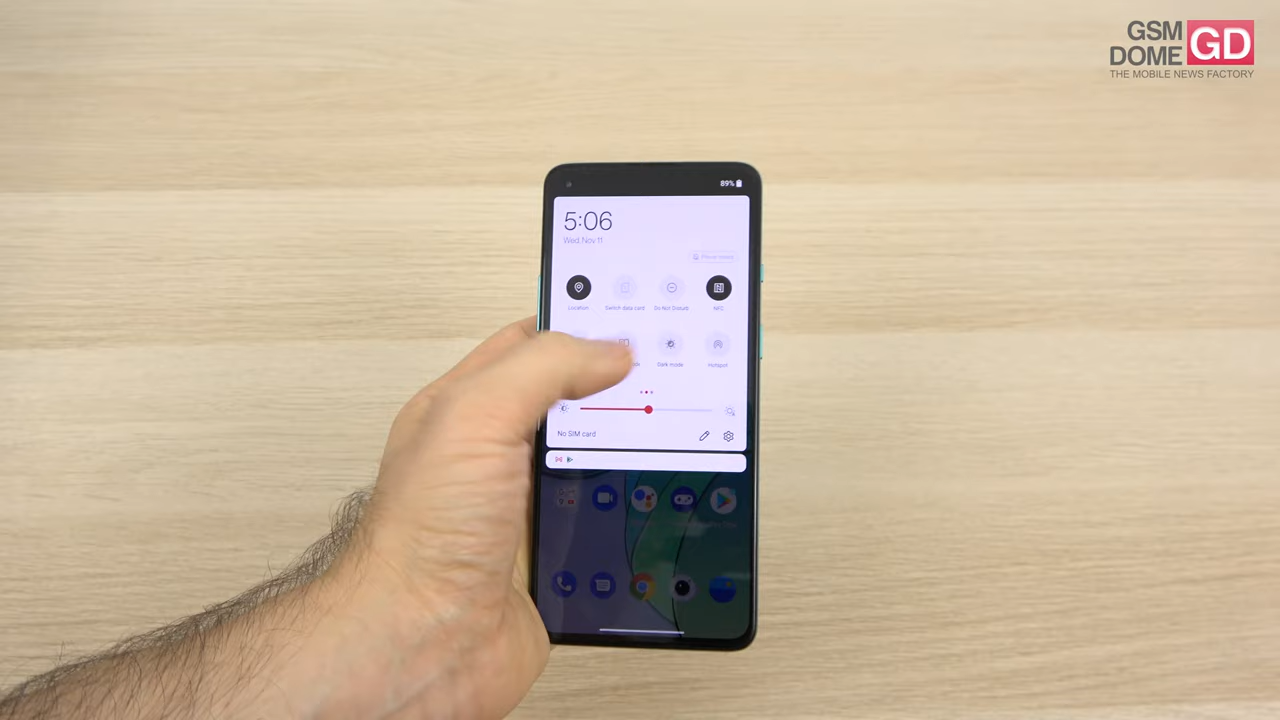 GSM
DOME GD
THE MOBILE NEWS FACTORY
89%
5:06
Wed, Nov 11
Location
Switch data card
Do Not Disturb
NFC
Dark mode
Hotspot
No SIM card